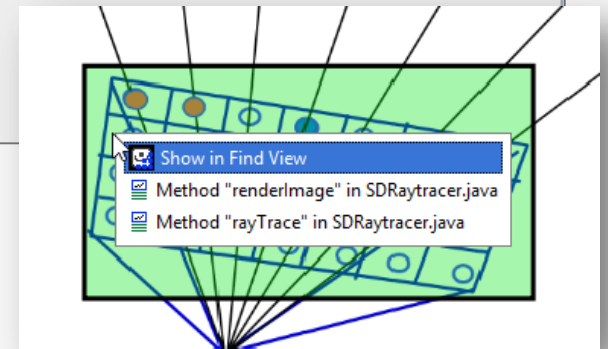 Show in Find View
Method "renderImage" in SDRaytracer.java
Method "rayTrace" in SDRaytracer.java